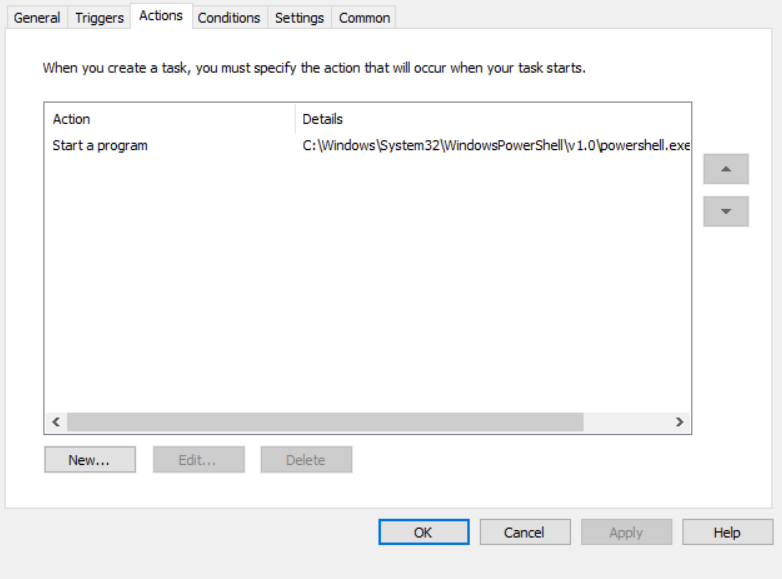 General Triggers Actions Conditions Settings Common
When you create a task, you must specify the action that will occur when your task starts.
Action Details
Start a program C:\Windows\System32\WindowsPowerShell\v1.0\powershell.exe
New... Edit... Delete
OK Cancel Apply Help